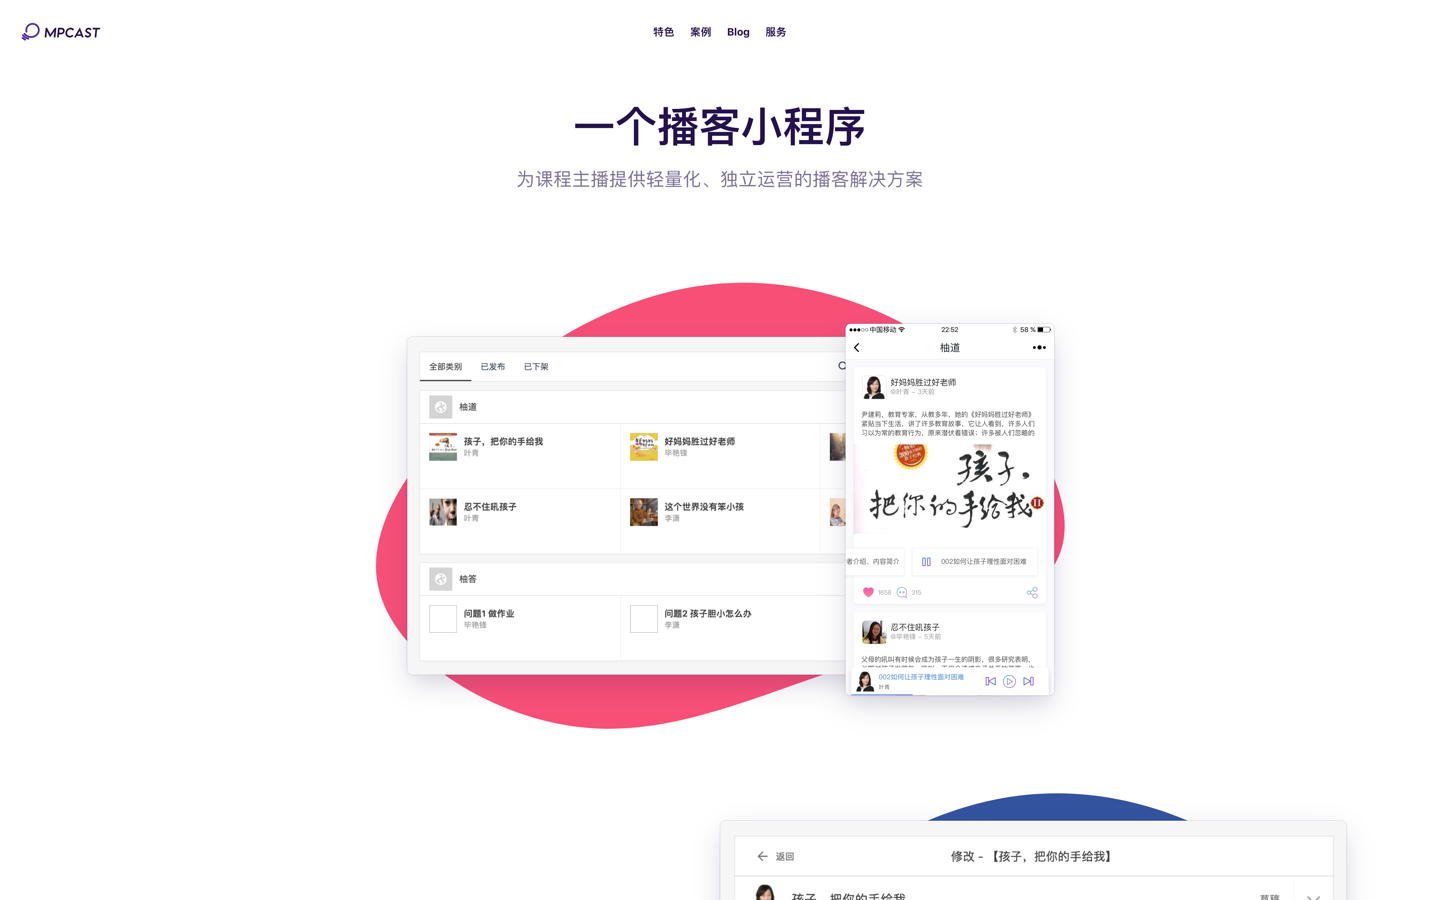 MPCAST
特色 案例 Blog 服务
一个播客小程序
为课程主播提供轻量化、独立运营的播客解决方案
全部类别 已发布 已下架
柚道
孩子，把你的手给我
叶青
好妈妈胜过好老师
毕艳锋
忍不住吼孩子
叶青
这个世界没有笨小孩
李潇
柚答
问题1 做作业
毕艳锋
问题2 孩子胆小怎么办
李潇
中国移动 22:52 58 %
柚道
好妈妈胜过好老师
@叶青 - 3天前
尹建莉，教育专家，从教多年，她的《好妈妈胜过好老师》
紧贴当下生活，讲了许多教育故事，它让人看到，许多人们
习以为常的教育行为，原来潜伏着错误；许多被人们忽略的
孩子，
把你的手给我
者介绍、内容简介
002如何让孩子理性面对困难
1658 315
忍不住吼孩子
@毕艳锋 - 5天前
父母的吼叫有时候会成为孩子一生的阴影，很多研究表明，
002如何让孩子理性面对困难
叶青
返回 修改 - 【孩子，把你的手给我】
孩子，把你的手给我 草稿